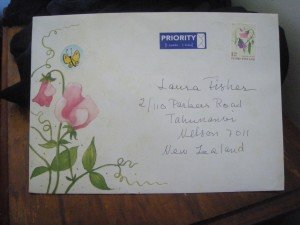 PRIORITY
Laura Fisher
2/110 Parkers Road
Tahunanui
Nelson 7011
New Zealand